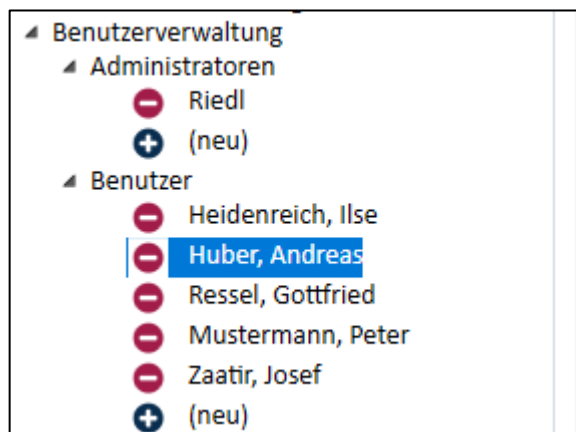 Benutzerverwaltung
Administratoren
Riedl
(neu)
Benutzer
Heidenreich, Ilse
Huber, Andreas
Ressel, Gottfried
Mustermann, Peter
Zaatir, Josef
(neu)